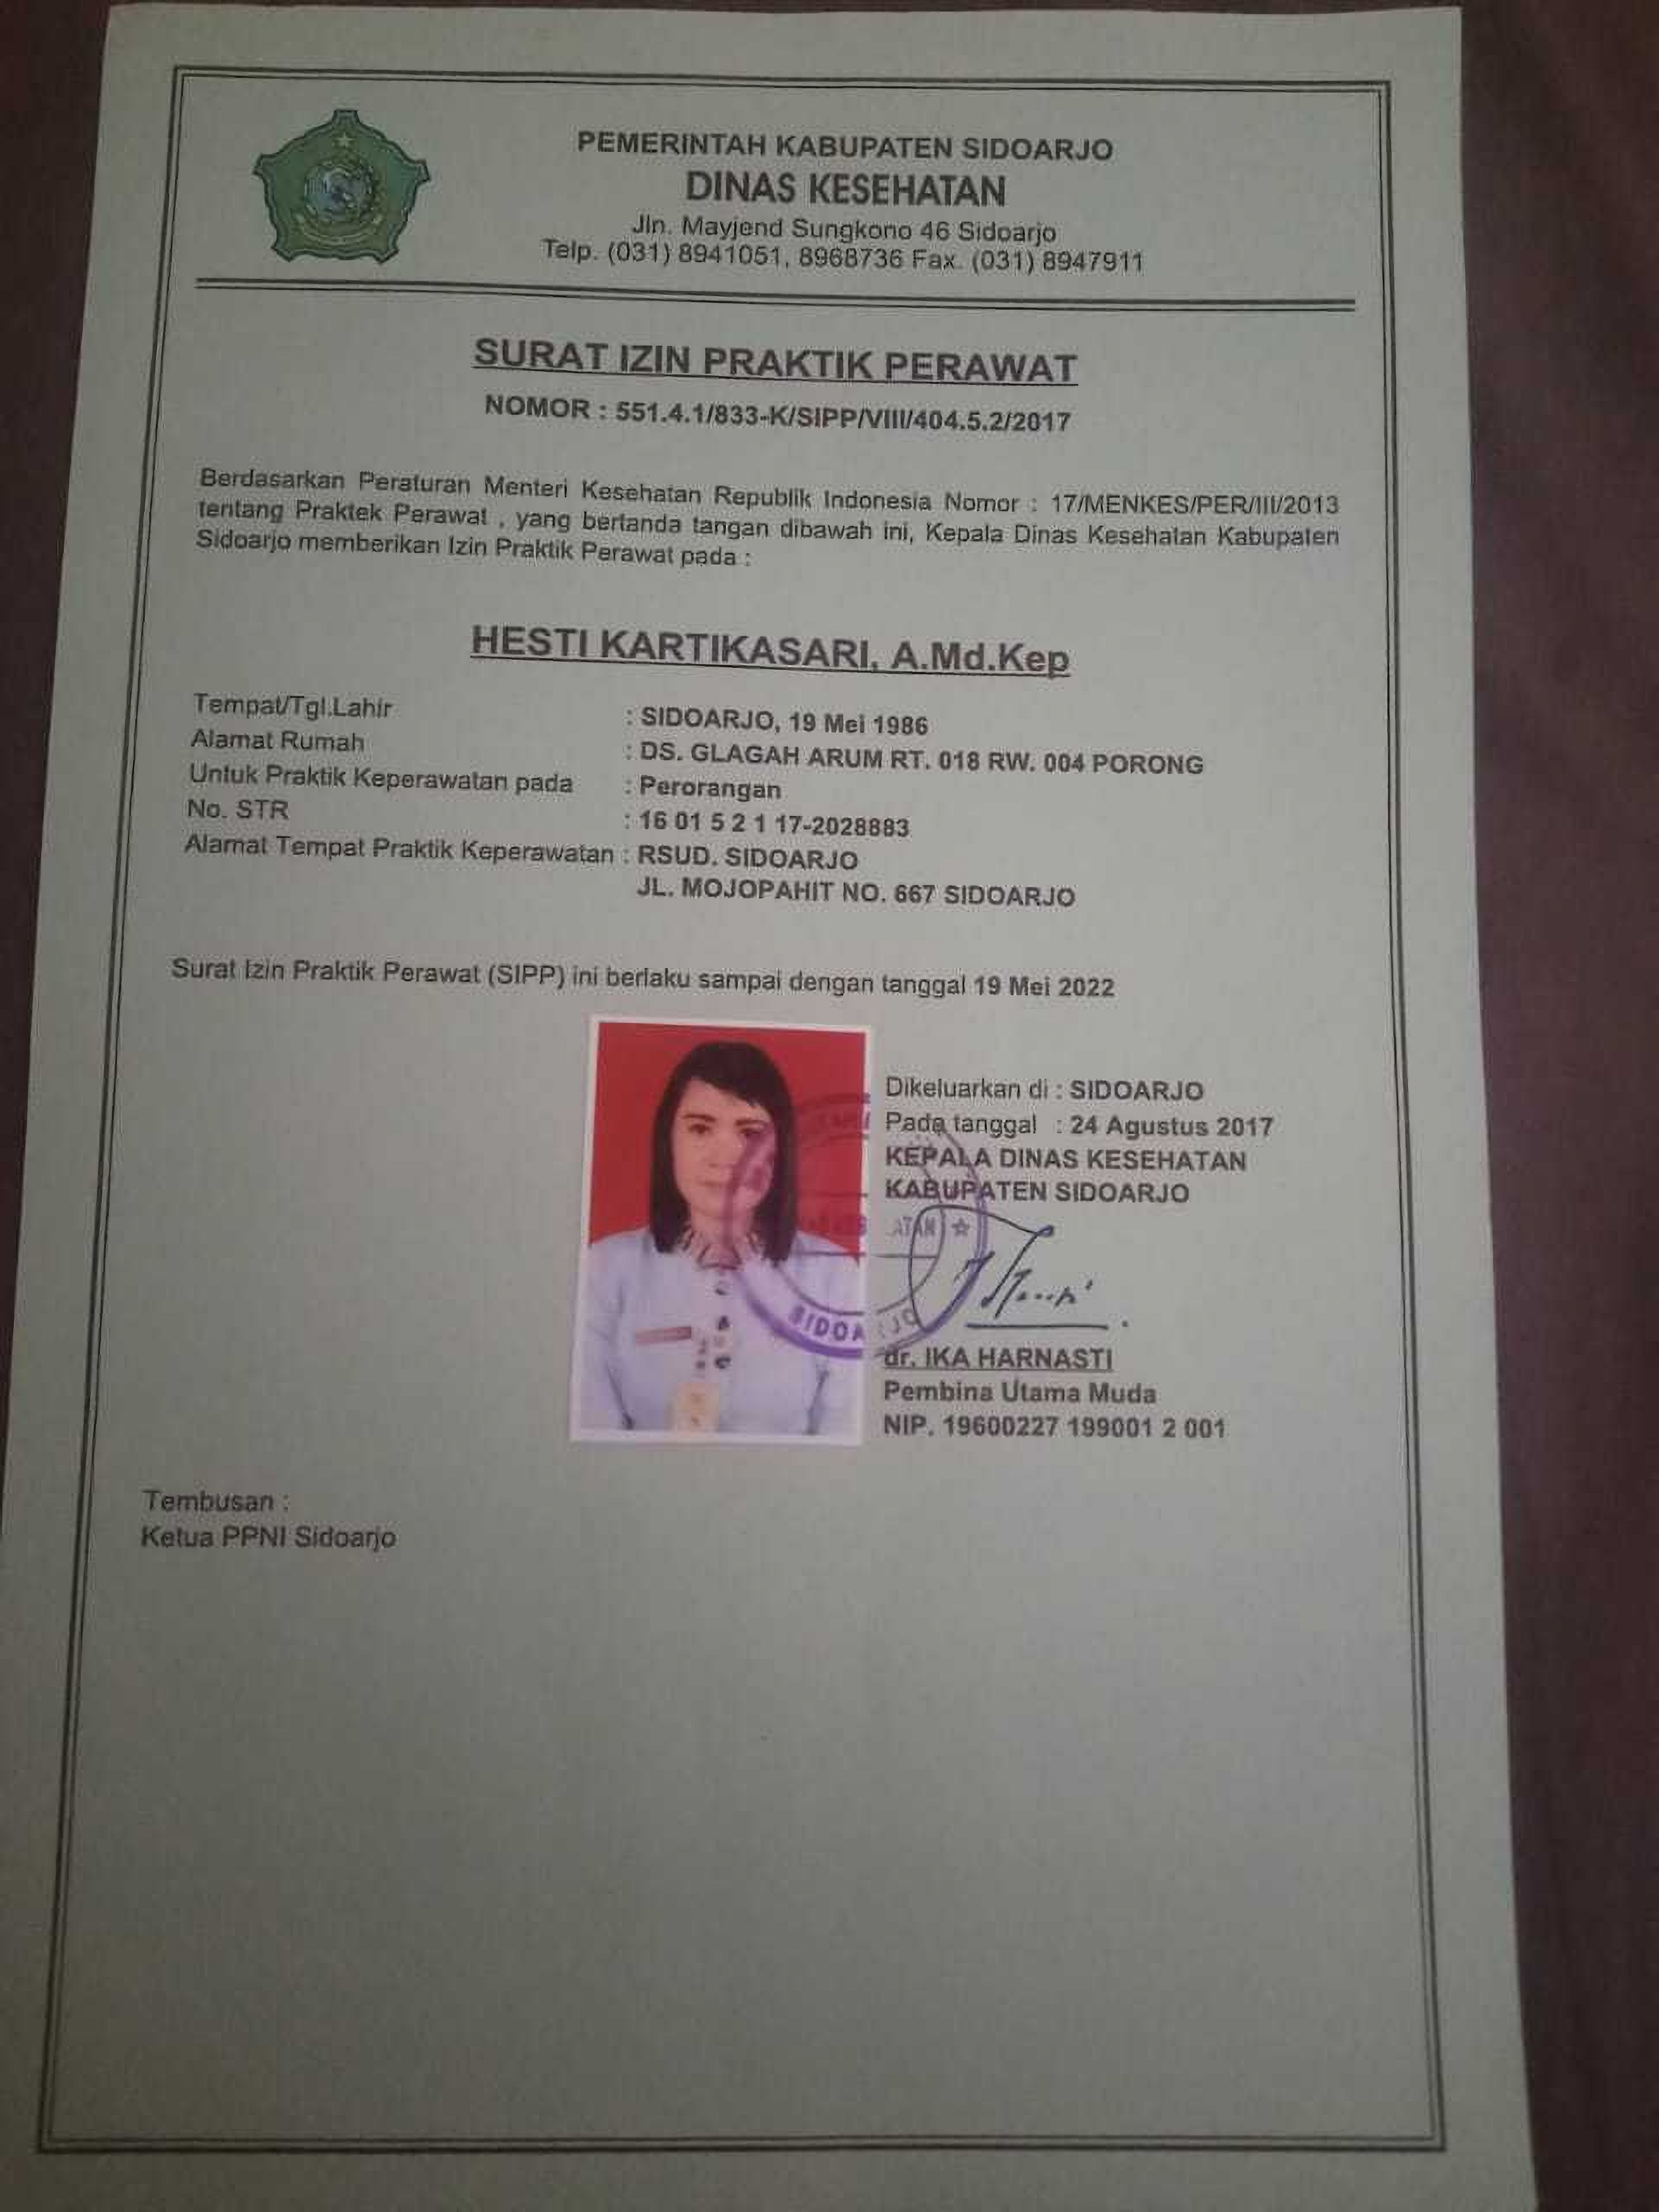 PEMERINTAH KABUPATEN SIDOARJO
DINAS KESEHATAN
Jln. Mayjend Sungkono 46 Sidoarjo
Telp. (031) 8941051, 8968736 Fax. (031) 8947911
SURAT IZIN PRAKTIK PERAWAT
NOMOR : 551.4.1/833-K/SIPP/VIII/404.5.2/2017
Berdasarkan Peraturan Menteri Kesehatan Republik Indonesia Nomor : 17/MENKES/PER/III/2013
tentang Praktek Perawat , yang bertanda tangan dibawah ini, Kepala Dinas Kesehatan Kabupaten
Sidoarjo memberikan Izin Praktik Perawat pada :
HESTI KARTIKASARI, A.Md.Kep
Tempat/Tgl.Lahir : SIDOARJO, 19 Mei 1986
Alamat Rumah : DS. GLAGAH ARUM RT. 018 RW. 004 PORONG
Untuk Praktik Keperawatan pada : Perorangan
No. STR : 16 01 5 2 1 17-2028883
Alamat Tempat Praktik Keperawatan : RSUD. SIDOARJO
JL. MOJOPAHIT NO. 667 SIDOARJO
Surat Izin Praktik Perawat (SIPP) ini berlaku sampai dengan tanggal 19 Mei 2022
Dikeluarkan di : SIDOARJO
Pada tanggal : 24 Agustus 2017
KEPALA DINAS KESEHATAN
KABUPATEN SIDOARJO
SIDOARJO
dr. IKA HARNASTI
Pembina Utama Muda
NIP. 19600227 199001 2 001
Tembusan :
Ketua PPNI Sidoarjo